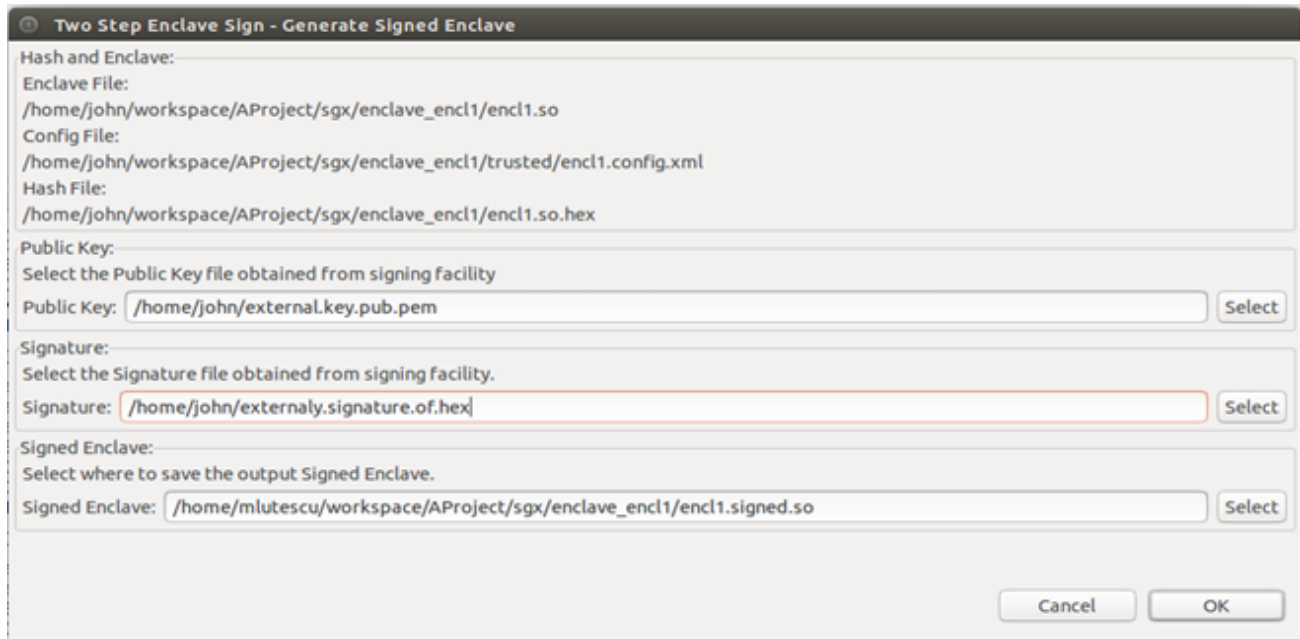 Two Step Enclave Sign - Generate Signed Enclave
Hash and Enclave:
Enclave File:
/home/john/workspace/AProject/sgx/enclave_encl1/encl1.so
Config File:
/home/john/workspace/AProject/sgx/enclave_encl1/trusted/encl1.config.xml
Hash File:
/home/john/workspace/AProject/sgx/enclave_encl1/encl1.so.hex
Public Key:
Select the Public Key file obtained from signing facility
Public Key: /home/john/external.key.pub.pem Select
Signature:
Select the Signature file obtained from signing facility.
Signature: /home/john/externaly.signature.of.hex Select
Signed Enclave:
Select where to save the output Signed Enclave.
Signed Enclave: /home/mlutescu/workspace/AProject/sgx/enclave_encl1/encl1.signed.so Select
Cancel OK